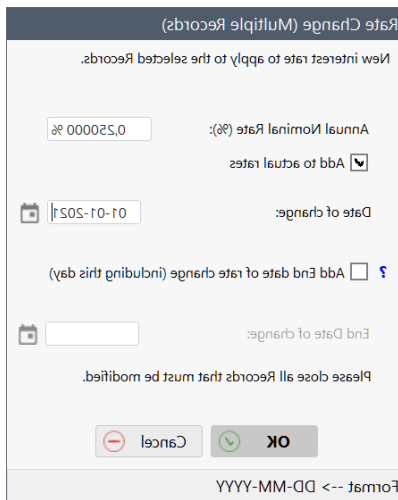 Rate Change (Multiple Records)
New interest rate to apply to the selected Records.
Annual Nominal Rate (%): 0,250000 %
Add to actual rates
Date of change: 01-01-2021
? Add End date of rate change (including this day)
End Date of change:
Please close all Records that must be modified.
OK Cancel
Format --> DD-MM-YYYY